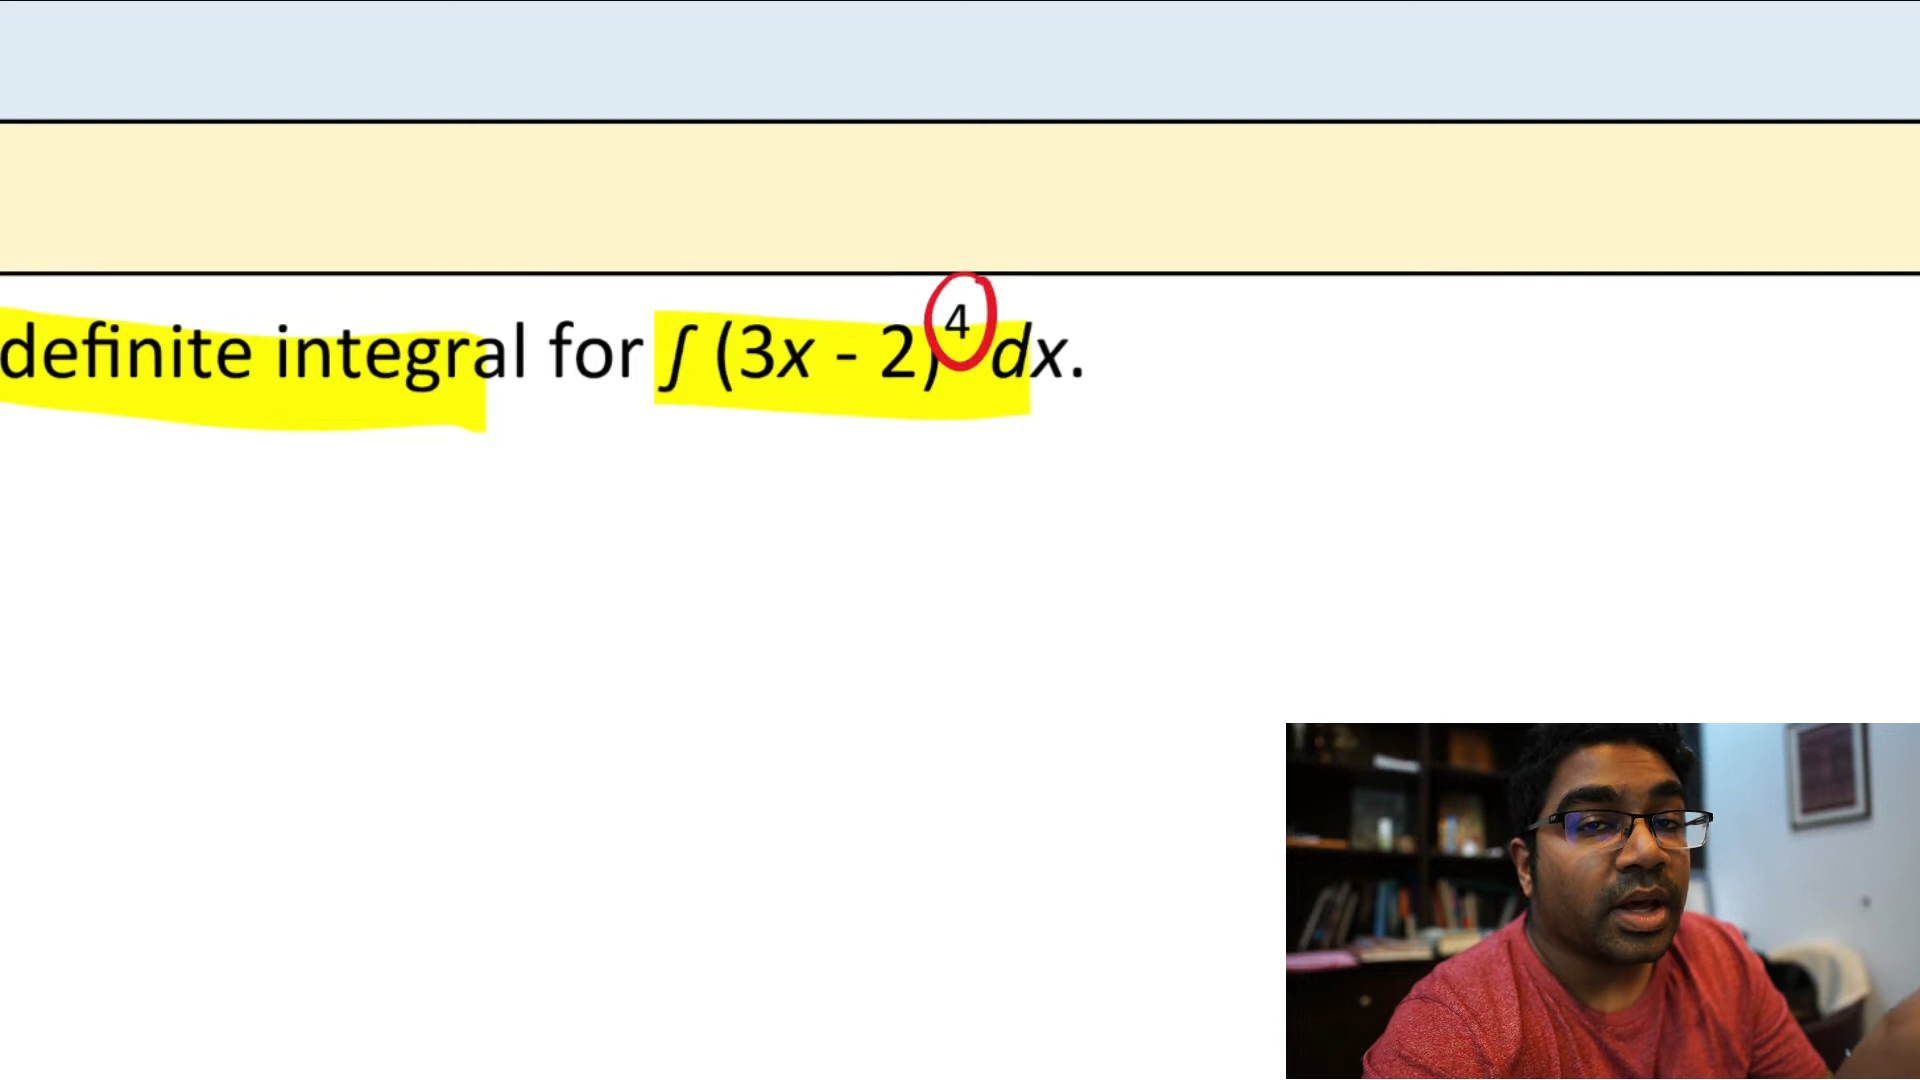 definite integral for ∫ (3x - 2)⁴ dx.